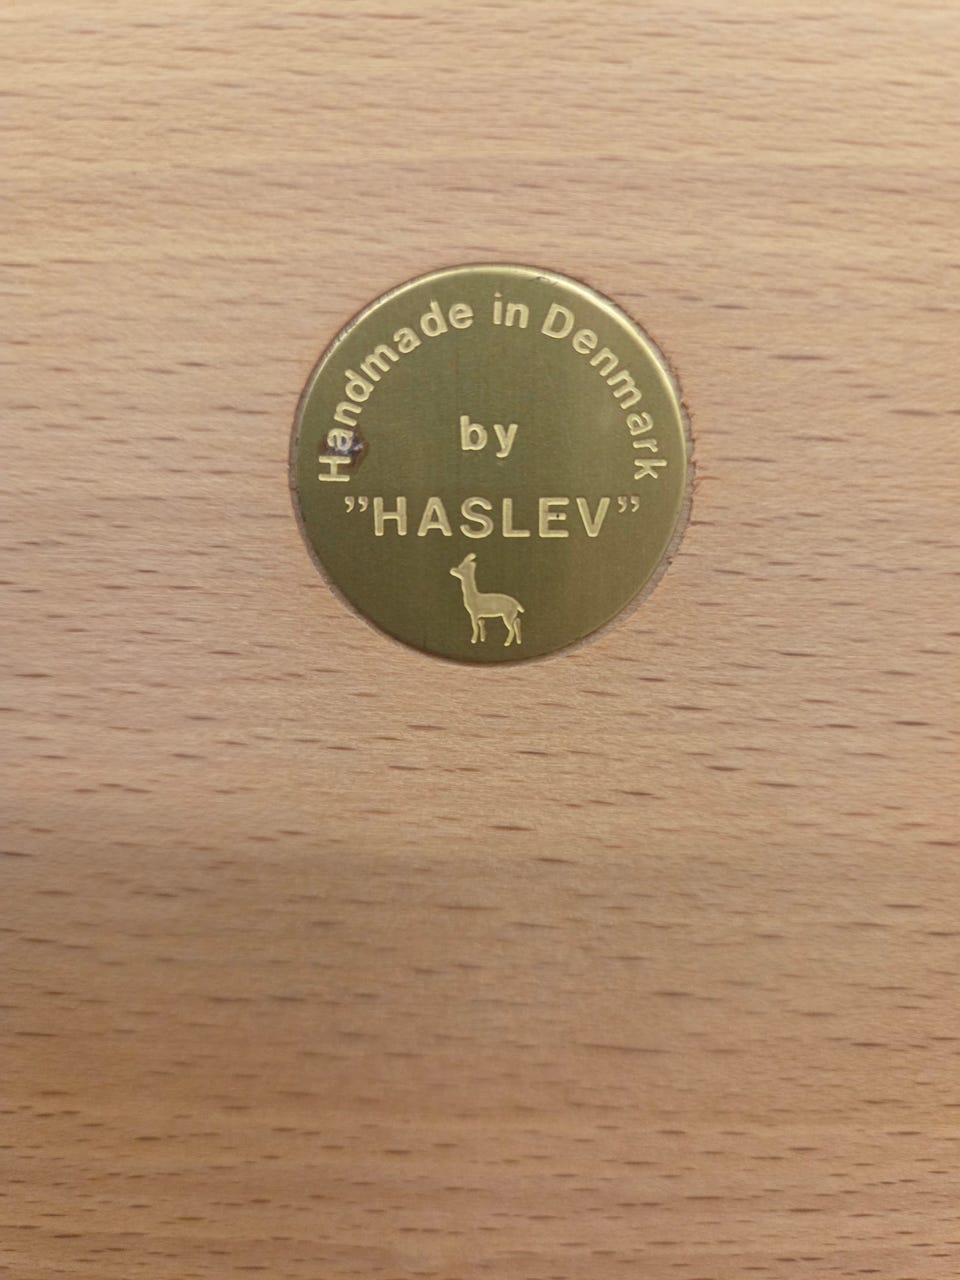 Handmade in Denmark
by
”HASLEV”